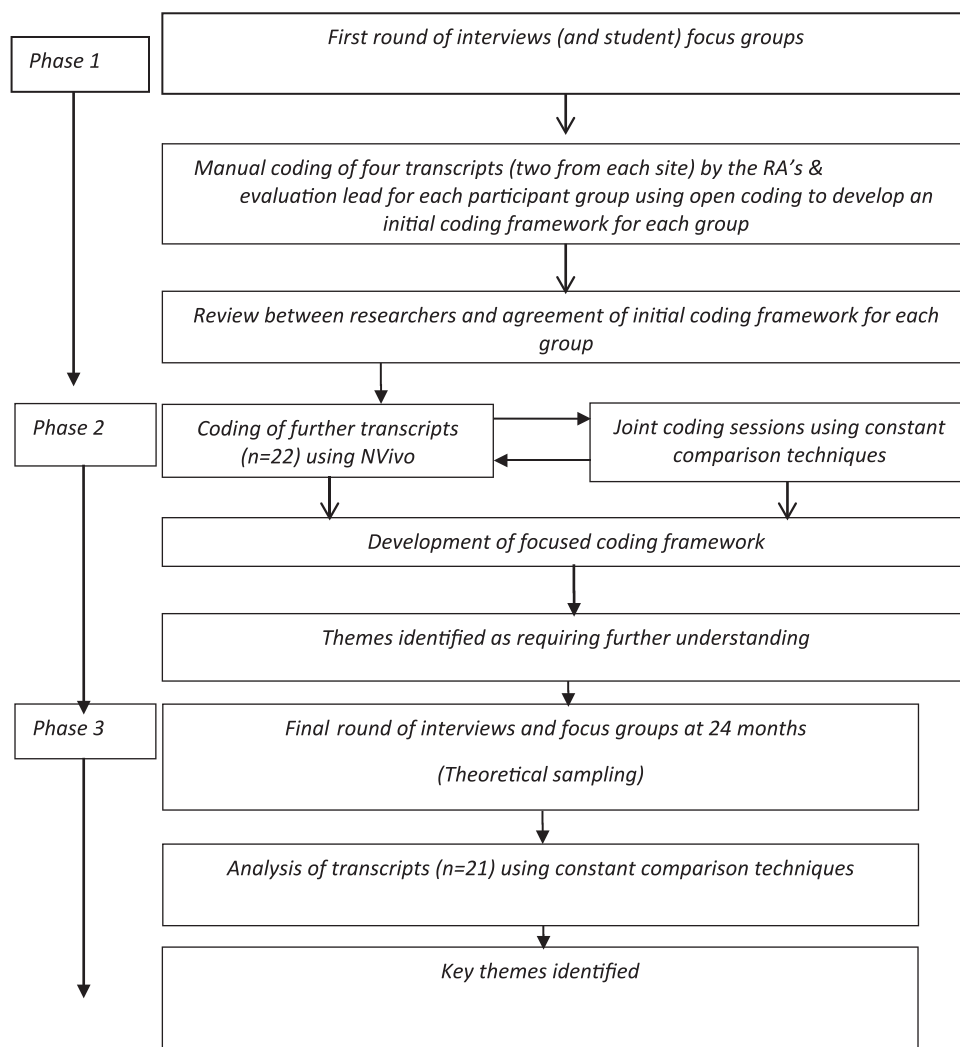 Phase 1
First round of interviews (and student) focus groups
Manual coding of four transcripts (two from each site) by the RA's &
evaluation lead for each participant group using open coding to develop an
initial coding framework for each group
Review between researchers and agreement of initial coding framework for each
group
Phase 2
Coding of further transcripts
(n=22) using NVivo
Joint coding sessions using constant
comparison techniques
Development of focused coding framework
Themes identified as requiring further understanding
Phase 3
Final round of interviews and focus groups at 24 months
(Theoretical sampling)
Analysis of transcripts (n=21) using constant comparison techniques
Key themes identified